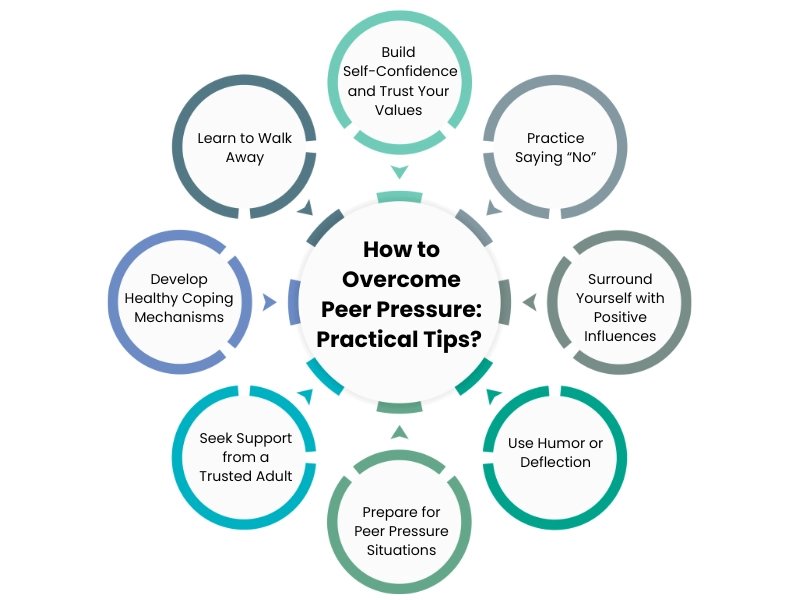 How to
Overcome
Peer Pressure:
Practical Tips?
Build
Self-Confidence
and Trust Your
Values
Practice
Saying “No”
Surround
Yourself with
Positive
Influences
Use Humor or
Deflection
Prepare for
Peer Pressure
Situations
Seek Support
from a
Trusted Adult
Develop
Healthy Coping
Mechanisms
Learn to Walk
Away